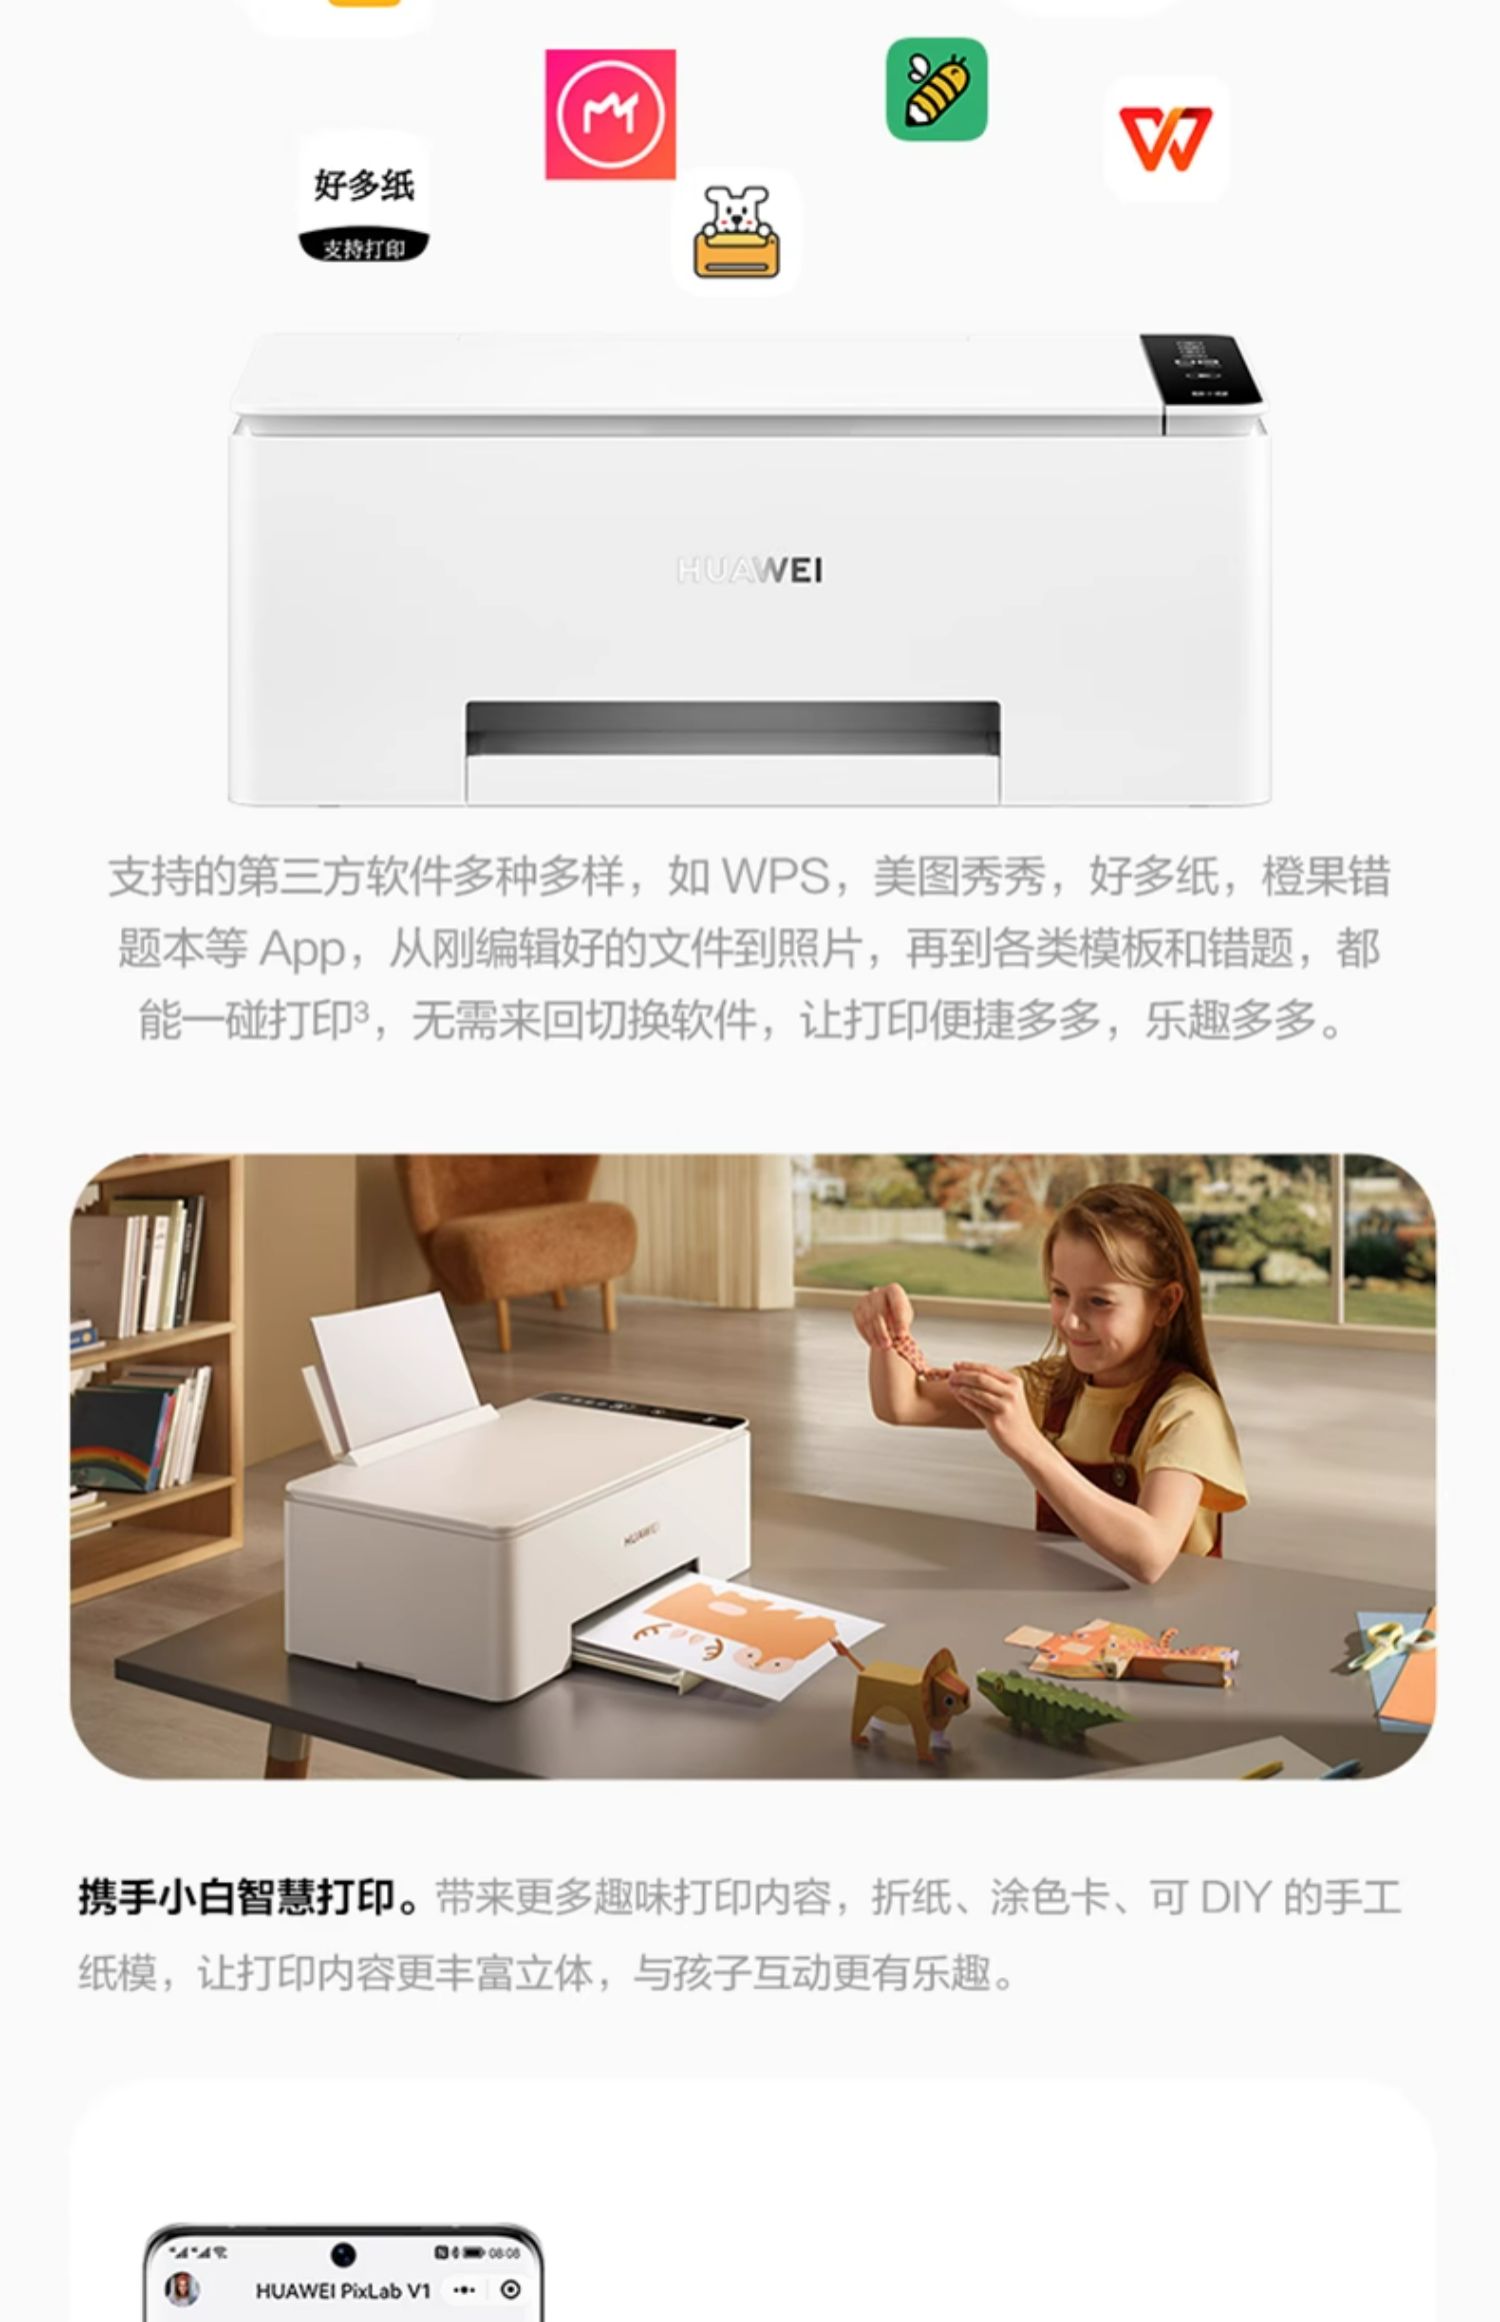 好多纸
支持打印
HUAWEI
支持的第三方软件多种多样，如 WPS，美图秀秀，好多纸，橙果错
题本等 App，从刚编辑好的文件到照片，再到各类模板和错题，都
能一碰打印³，无需来回切换软件，让打印便捷多多，乐趣多多。
HUAWEI
携手小白智慧打印。带来更多趣味打印内容，折纸、涂色卡、可 DIY 的手工
纸模，让打印内容更丰富立体，与孩子互动更有乐趣。
08:08
HUAWEI PixLab V1